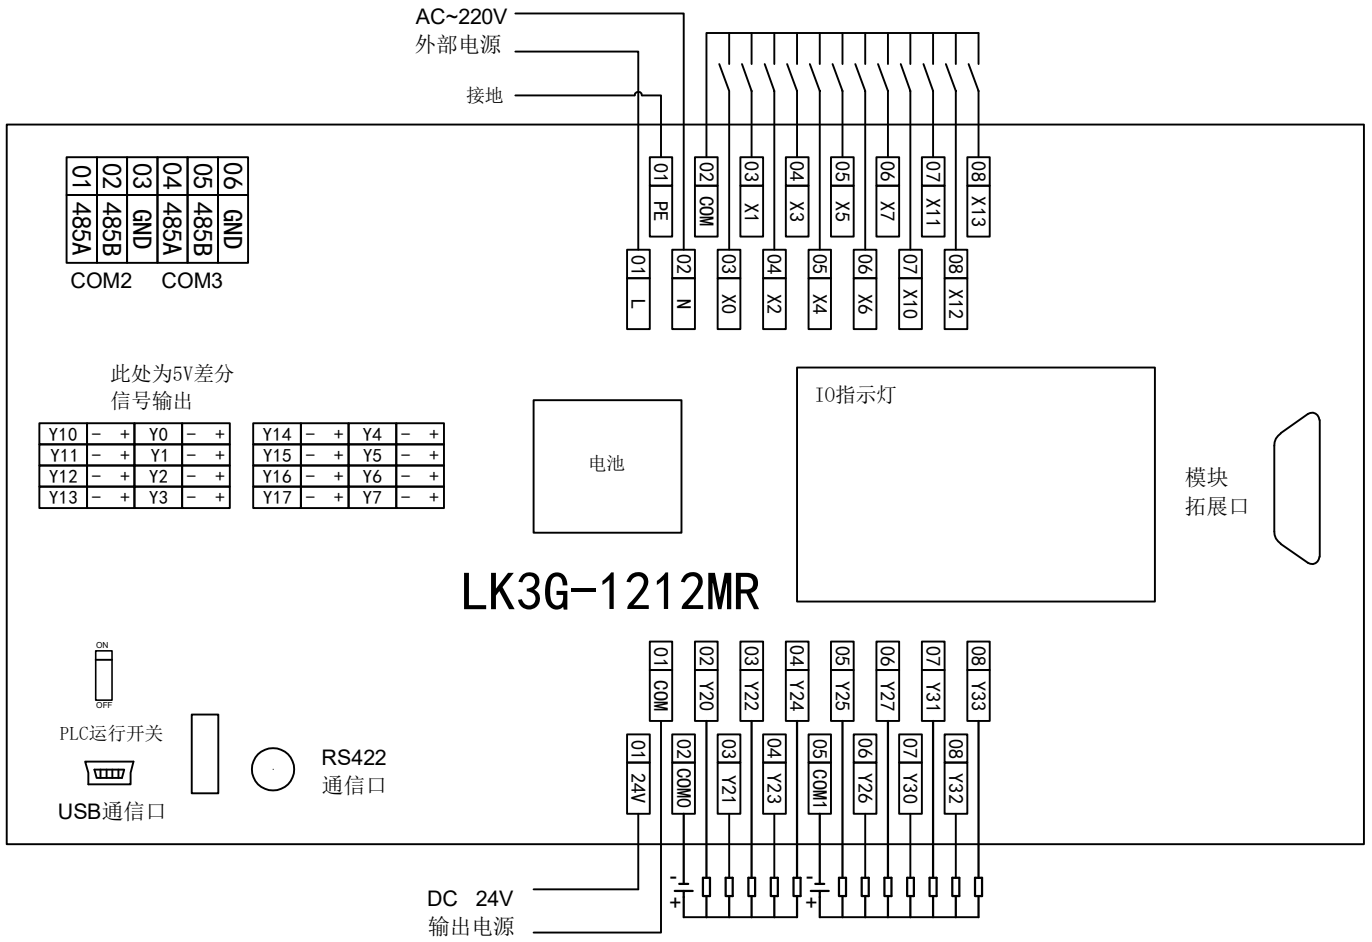 AC~220V
外部电源
接地
01 PE
02 COM
03 X1
04 X3
05 X5
06 X7
07 X11
08 X13
01 L
02 N
03 X0
04 X2
05 X4
06 X6
07 X10
08 X12
01 485A
02 485B
03 GND
04 485A
05 485B
06 GND
COM2 COM3
此处为5V差分
信号输出
Y10 - + Y0 - +
Y11 - + Y1 - +
Y12 - + Y2 - +
Y13 - + Y3 - +
Y14 - + Y4 - +
Y15 - + Y5 - +
Y16 - + Y6 - +
Y17 - + Y7 - +
电池
IO指示灯
模块
拓展口
LK3G-1212MR
ON
OFF
PLC运行开关
USB通信口
RS422
通信口
01 COM
02 Y20
03 Y22
04 Y24
05 Y25
06 Y27
07 Y31
08 Y33
01 24V
02 COM0
03 Y21
04 Y23
05 COM1
06 Y26
07 Y30
08 Y32
- +
- +
DC 24V
输出电源